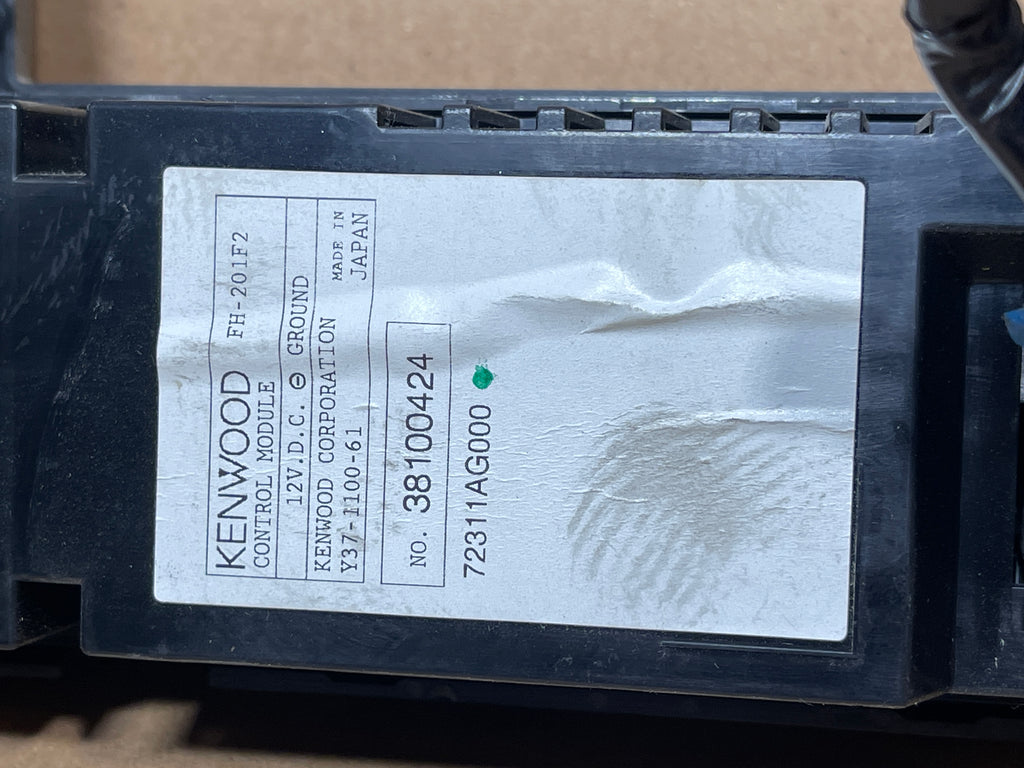 KENWOOD FH-201F2
CONTROL MODULE
12V.D.C. ⊖ GROUND
KENWOOD CORPORATION MADE IN
Y37-1100-61 JAPAN
NO. 38100424
72311AG000